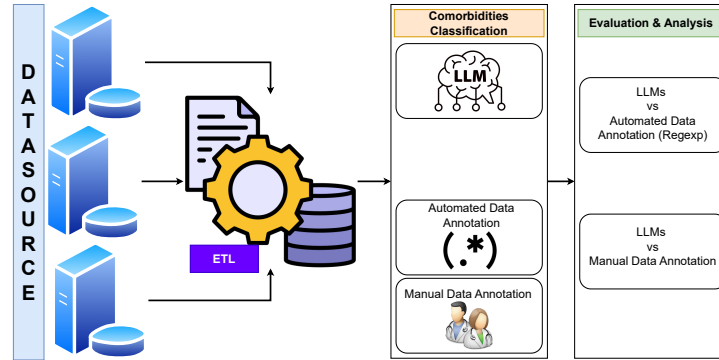 DATASOURCE
ETL
Comorbidities
Classification
LLM
Automated Data
Annotation
(.*)
Manual Data Annotation
Evaluation & Analysis
LLMs
vs
Automated Data
Annotation (Regexp)
LLMs
vs
Manual Data Annotation